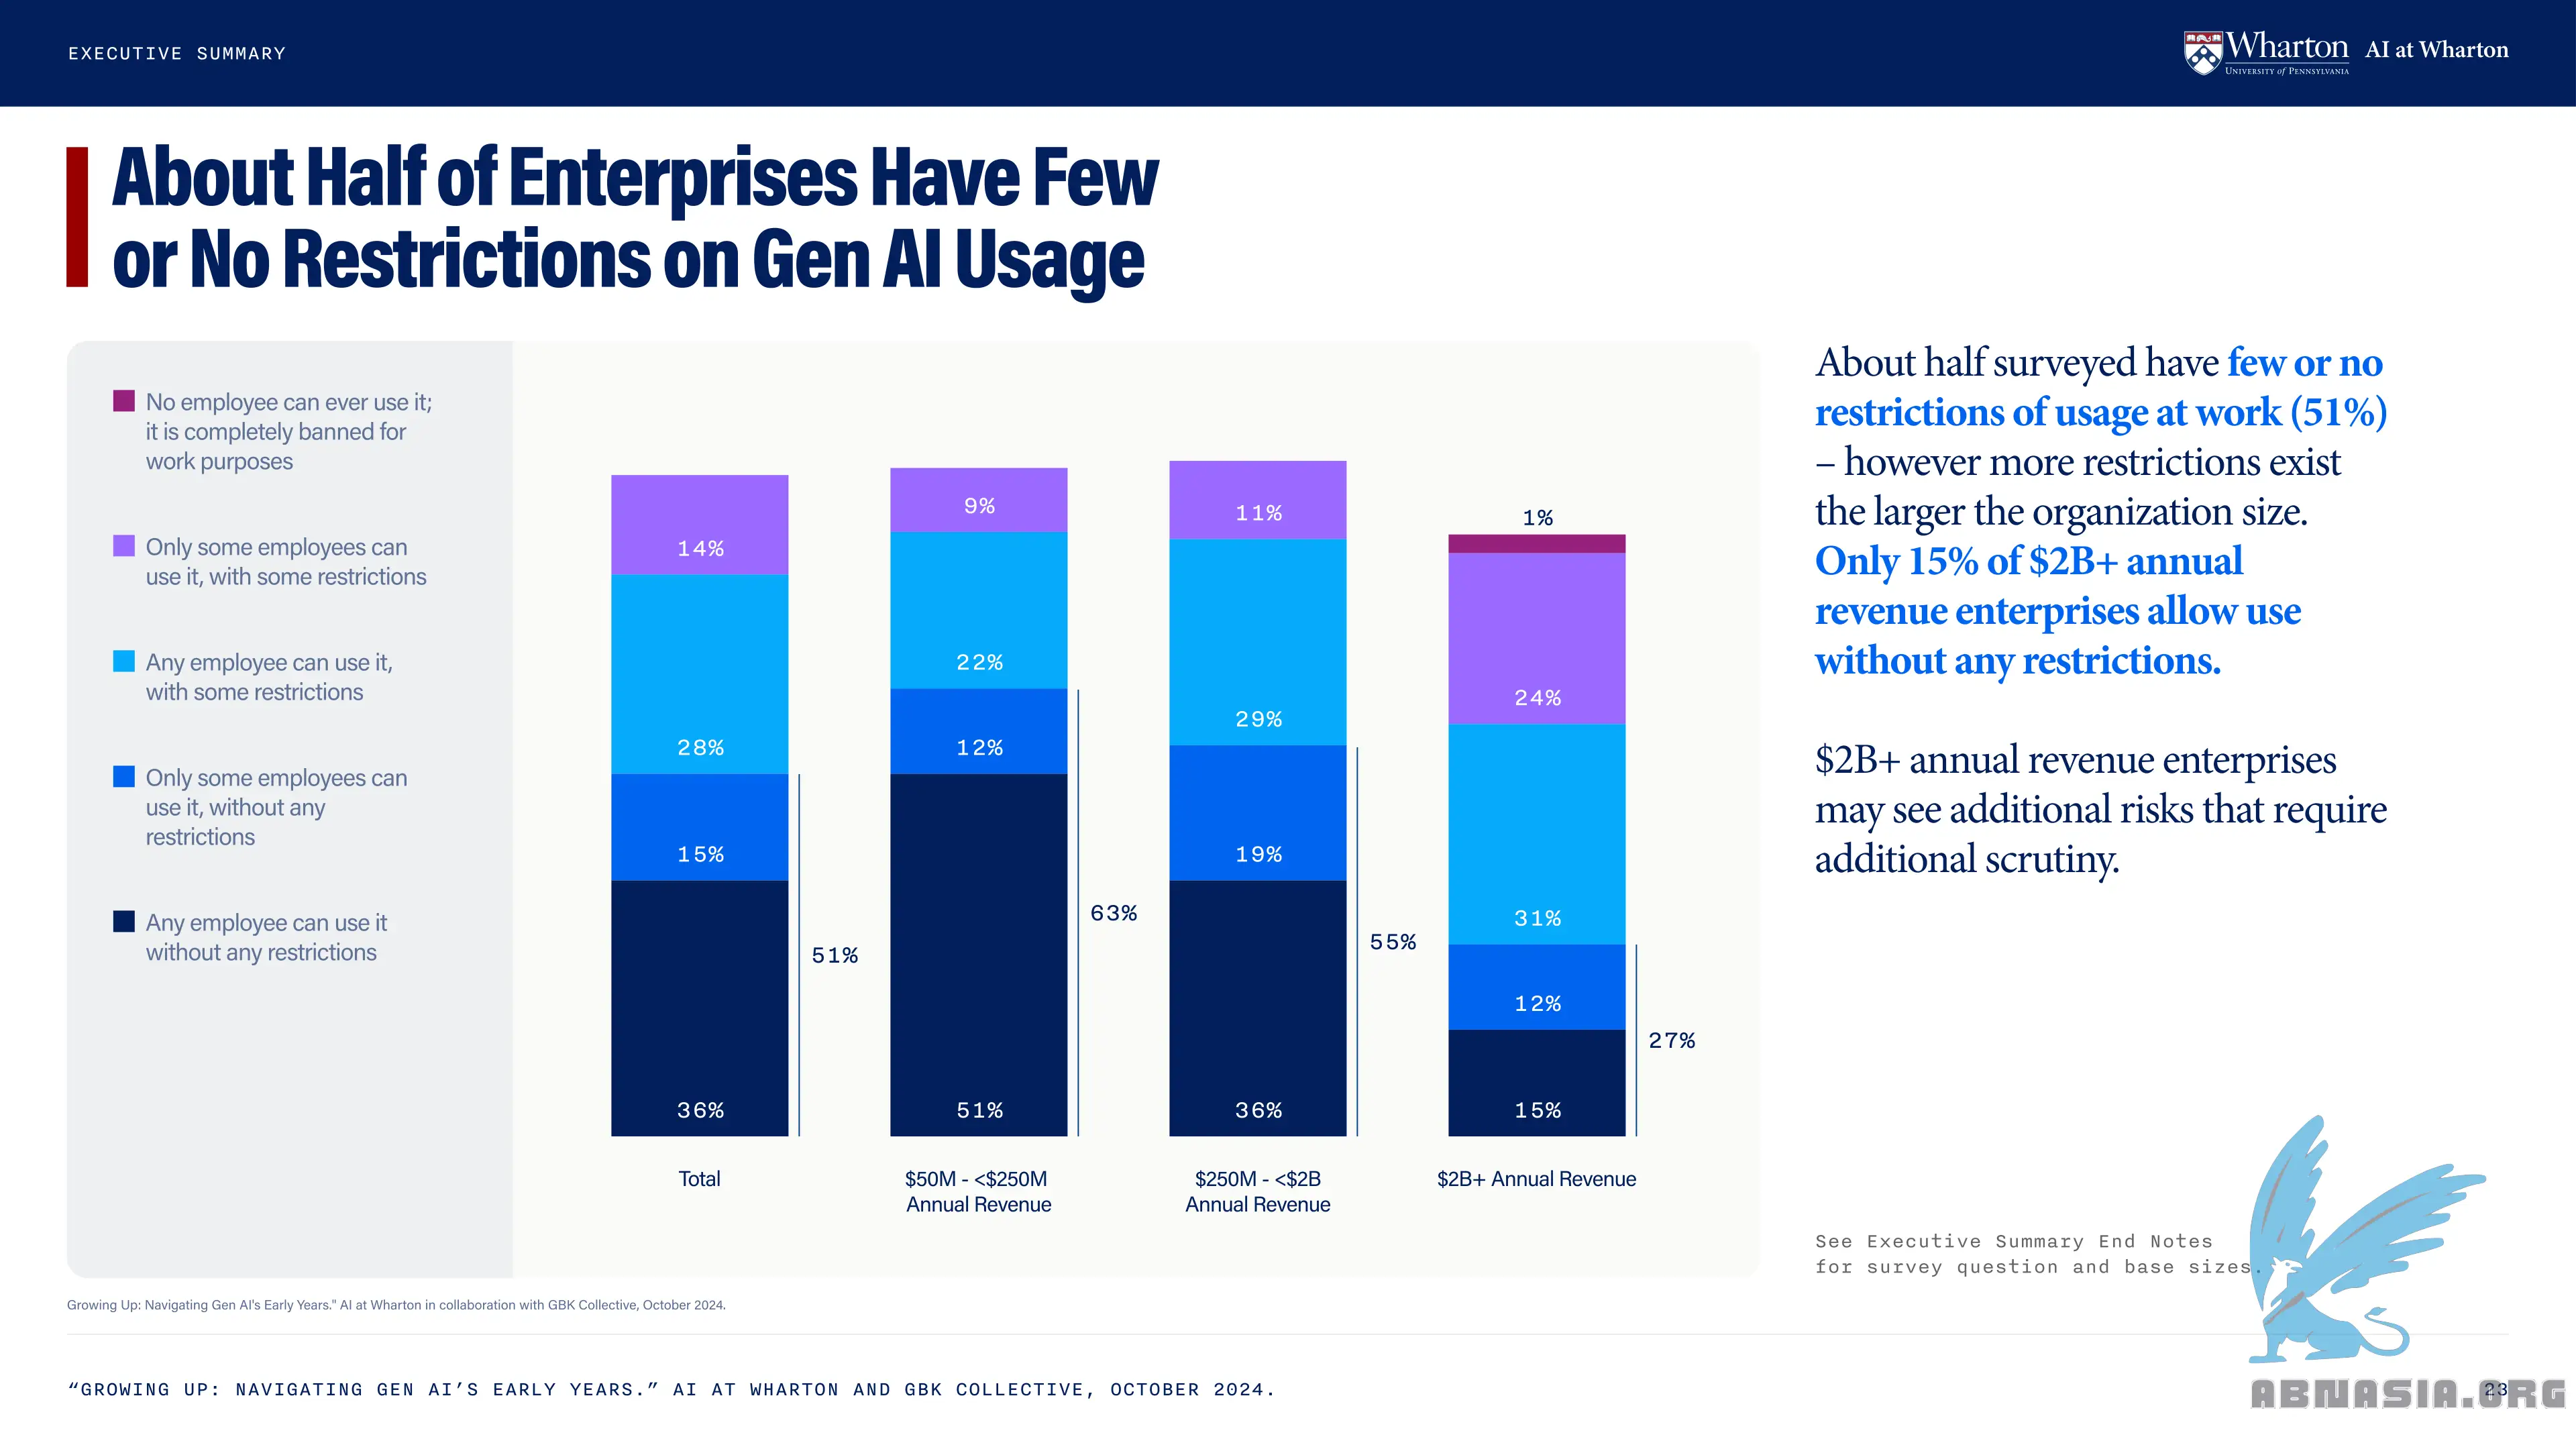 EXECUTIVE SUMMARY
Wharton
UNIVERSITY of PENNSYLVANIA
AI at Wharton
About Half of Enterprises Have Few
or No Restrictions on Gen AI Usage
No employee can ever use it;
it is completely banned for
work purposes
Only some employees can
use it, with some restrictions
Any employee can use it,
with some restrictions
Only some employees can
use it, without any
restrictions
Any employee can use it
without any restrictions
14%
28%
15%
36%
51%
Total
9%
22%
12%
51%
63%
$50M - <$250M
Annual Revenue
11%
29%
19%
36%
55%
$250M - <$2B
Annual Revenue
1%
24%
31%
12%
15%
27%
$2B+ Annual Revenue
About half surveyed have few or no
restrictions of usage at work (51%)
– however more restrictions exist
the larger the organization size.
Only 15% of $2B+ annual
revenue enterprises allow use
without any restrictions.
$2B+ annual revenue enterprises
may see additional risks that require
additional scrutiny.
See Executive Summary End Notes
for survey question and base sizes.
Growing Up: Navigating Gen AI's Early Years." AI at Wharton in collaboration with GBK Collective, October 2024.
“GROWING UP: NAVIGATING GEN AI’S EARLY YEARS.” AI AT WHARTON AND GBK COLLECTIVE, OCTOBER 2024.
23
ABNASIA.ORG